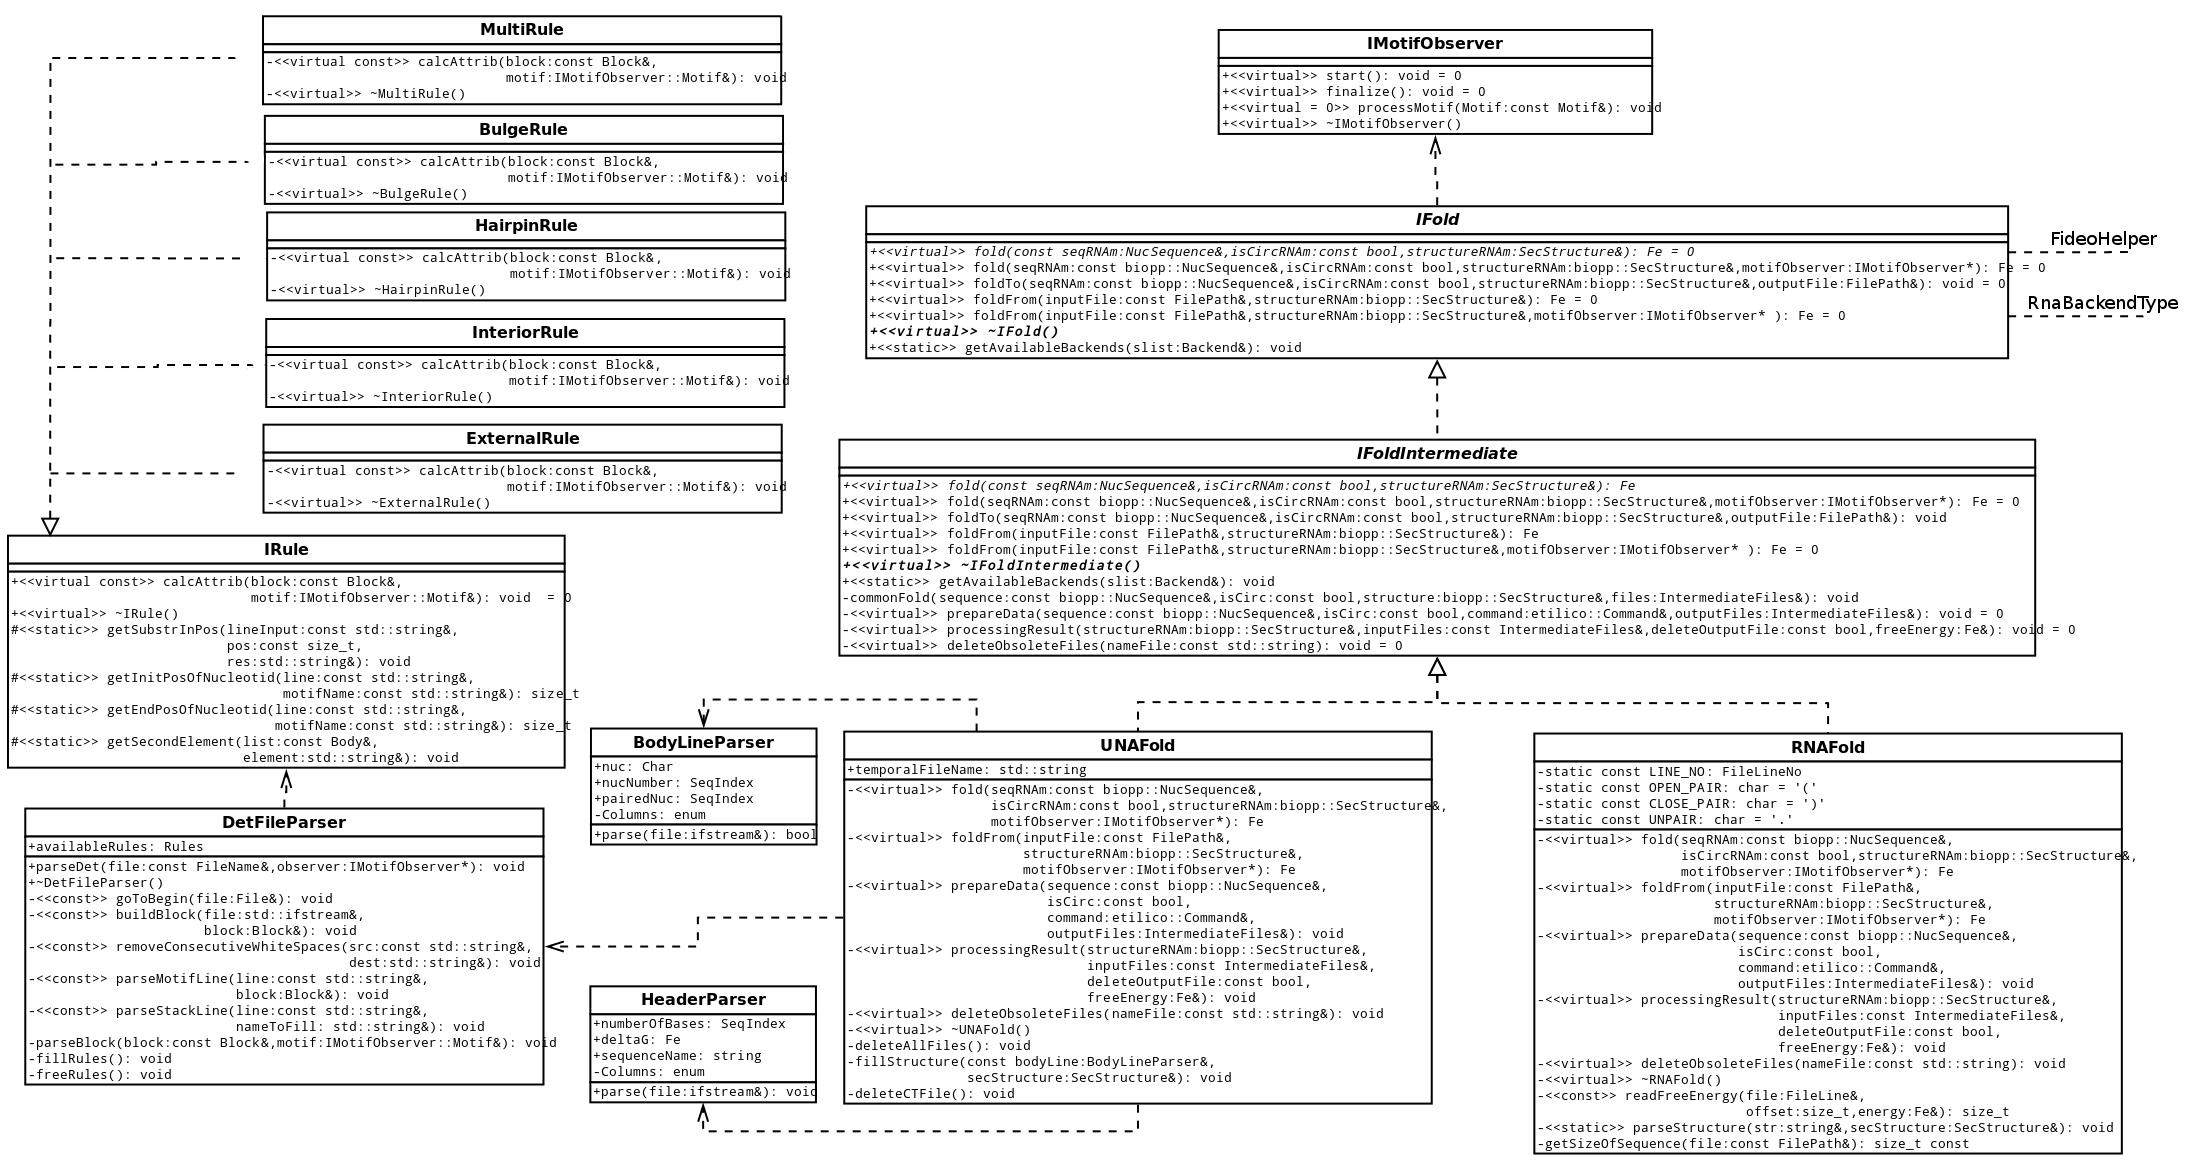 MultiRule
-<<virtual const>> calcAttrib(block:const Block&,
motif:IMotifObserver::Motif&): void
-<<virtual>> ~MultiRule()
BulgeRule
-<<virtual const>> calcAttrib(block:const Block&,
motif:IMotifObserver::Motif&): void
-<<virtual>> ~BulgeRule()
HairpinRule
-<<virtual const>> calcAttrib(block:const Block&,
motif:IMotifObserver::Motif&): void
-<<virtual>> ~HairpinRule()
InteriorRule
-<<virtual const>> calcAttrib(block:const Block&,
motif:IMotifObserver::Motif&): void
-<<virtual>> ~InteriorRule()
ExternalRule
-<<virtual const>> calcAttrib(block:const Block&,
motif:IMotifObserver::Motif&): void
-<<virtual>> ~ExternalRule()
IRule
+<<virtual const>> calcAttrib(block:const Block&,
motif:IMotifObserver::Motif&): void  = 0
+<<virtual>> ~IRule()
#<<static>> getSubstrInPos(lineInput:const std::string&,
pos:const size_t,
res:std::string&): void
#<<static>> getInitPosOfNucleotid(line:const std::string&,
motifName:const std::string&): size_t
#<<static>> getEndPosOfNucleotid(line:const std::string&,
motifName:const std::string&): size_t
#<<static>> getSecondElement(list:const Body&,
element:std::string&): void
DetFileParser
+availableRules: Rules
+parseDet(file:const FileName&,observer:IMotifObserver*): void
+~DetFileParser()
-<<const>> goToBegin(file:File&): void
-<<const>> buildBlock(file:std::ifstream&,
block:Block&): void
-<<const>> removeConsecutiveWhiteSpaces(src:const std::string&,
dest:std::string&): void
-<<const>> parseMotifLine(line:const std::string&,
block:Block&): void
-<<const>> parseStackLine(line:const std::string&,
nameToFill: std::string&): void
-parseBlock(block:const Block&,motif:IMotifObserver::Motif&): void
-fillRules(): void
-freeRules(): void
IMotifObserver
+<<virtual>> start(): void = 0
+<<virtual>> finalize(): void = 0
+<<virtual = 0>> processMotif(Motif:const Motif&): void
+<<virtual>> ~IMotifObserver()
IFold
+<<virtual>> fold(const seqRNAm:NucSequence&,isCircRNAm:const bool,structureRNAm:SecStructure&): Fe = 0
+<<virtual>> fold(seqRNAm:const biopp::NucSequence&,isCircRNAm:const bool,structureRNAm:biopp::SecStructure&,motifObserver:IMotifObserver*): Fe = 0
+<<virtual>> foldTo(seqRNAm:const biopp::NucSequence&,isCircRNAm:const bool,structureRNAm:biopp::SecStructure&,outputFile:FilePath&): void = 0
+<<virtual>> foldFrom(inputFile:const FilePath&,structureRNAm:biopp::SecStructure&): Fe = 0
+<<virtual>> foldFrom(inputFile:const FilePath&,structureRNAm:biopp::SecStructure&,motifObserver:IMotifObserver* ): Fe = 0
+<<virtual>> ~IFold()
+<<static>> getAvailableBackends(slist:Backend&): void
FideoHelper
RnaBackendType
IFoldIntermediate
+<<virtual>> fold(const seqRNAm:NucSequence&,isCircRNAm:const bool,structureRNAm:SecStructure&): Fe
+<<virtual>> fold(seqRNAm:const biopp::NucSequence&,isCircRNAm:const bool,structureRNAm:biopp::SecStructure&,motifObserver:IMotifObserver*): Fe = 0
+<<virtual>> foldTo(seqRNAm:const biopp::NucSequence&,isCircRNAm:const bool,structureRNAm:biopp::SecStructure&,outputFile:FilePath&): void
+<<virtual>> foldFrom(inputFile:const FilePath&,structureRNAm:biopp::SecStructure&): Fe
+<<virtual>> foldFrom(inputFile:const FilePath&,structureRNAm:biopp::SecStructure&,motifObserver:IMotifObserver* ): Fe = 0
+<<virtual>> ~IFoldIntermediate()
+<<static>> getAvailableBackends(slist:Backend&): void
-commonFold(sequence:const biopp::NucSequence&,isCirc:const bool,structure:biopp::SecStructure&,files:IntermediateFiles&): void
-<<virtual>> prepareData(sequence:const biopp::NucSequence&,isCirc:const bool,command:etilico::Command&,outputFiles:IntermediateFiles&): void = 0
-<<virtual>> processingResult(structureRNAm:biopp::SecStructure&,inputFiles:const IntermediateFiles&,deleteOutputFile:const bool,freeEnergy:Fe&): void = 0
-<<virtual>> deleteObsoleteFiles(nameFile:const std::string): void = 0
BodyLineParser
+nuc: Char
+nucNumber: SeqIndex
+pairedNuc: SeqIndex
-Columns: enum
+parse(file:ifstream&): bool
HeaderParser
+numberOfBases: SeqIndex
+deltaG: Fe
+sequenceName: string
-Columns: enum
+parse(file:ifstream&): void
UNAFold
+temporalFileName: std::string
-<<virtual>> fold(seqRNAm:const biopp::NucSequence&,
isCircRNAm:const bool,structureRNAm:biopp::SecStructure&,
motifObserver:IMotifObserver*): Fe
-<<virtual>> foldFrom(inputFile:const FilePath&,
structureRNAm:biopp::SecStructure&,
motifObserver:IMotifObserver*): Fe
-<<virtual>> prepareData(sequence:const biopp::NucSequence&,
isCirc:const bool,
command:etilico::Command&,
outputFiles:IntermediateFiles&): void
-<<virtual>> processingResult(structureRNAm:biopp::SecStructure&,
inputFiles:const IntermediateFiles&,
deleteOutputFile:const bool,
freeEnergy:Fe&): void
-<<virtual>> deleteObsoleteFiles(nameFile:const std::string&): void
-<<virtual>> ~UNAFold()
-deleteAllFiles(): void
-fillStructure(const bodyLine:BodyLineParser&,
secStructure:SecStructure&): void
-deleteCTFile(): void
RNAFold
-static const LINE_NO: FileLineNo
-static const OPEN_PAIR: char = '('
-static const CLOSE_PAIR: char = ')'
-static const UNPAIR: char = '.'
-<<virtual>> fold(seqRNAm:const biopp::NucSequence&,
isCircRNAm:const bool,structureRNAm:biopp::SecStructure&,
motifObserver:IMotifObserver*): Fe
-<<virtual>> foldFrom(inputFile:const FilePath&,
structureRNAm:biopp::SecStructure&,
motifObserver:IMotifObserver*): Fe
-<<virtual>> prepareData(sequence:const biopp::NucSequence&,
isCirc:const bool,
command:etilico::Command&,
outputFiles:IntermediateFiles&): void
-<<virtual>> processingResult(structureRNAm:biopp::SecStructure&,
inputFiles:const IntermediateFiles&,
deleteOutputFile:const bool,
freeEnergy:Fe&): void
-<<virtual>> deleteObsoleteFiles(nameFile:const std::string): void
-<<virtual>> ~RNAFold()
-<<const>> readFreeEnergy(file:FileLine&,
offset:size_t,energy:Fe&): size_t
-<<static>> parseStructure(str:string&,secStructure:SecStructure&): void
-getSizeOfSequence(file:const FilePath&): size_t const